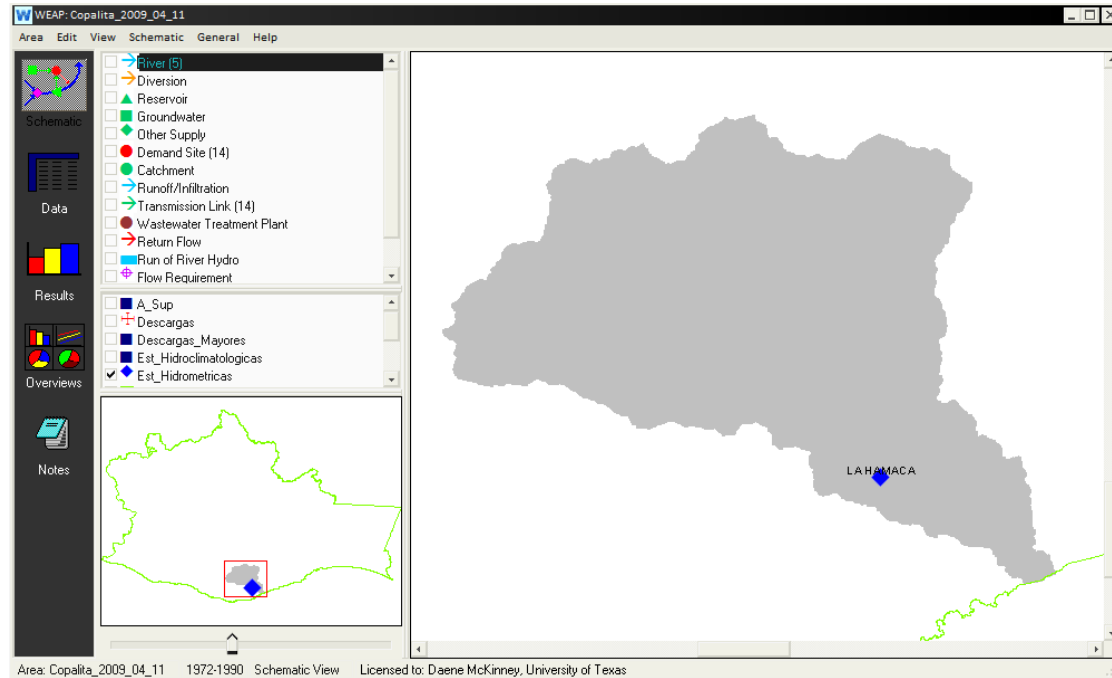 WEAP: Copalita_2009_04_11
Area Edit View Schematic General Help
Schematic
Data
Results
Overviews
Notes
River (5)
Diversion
Reservoir
Groundwater
Other Supply
Demand Site (14)
Catchment
Runoff/Infiltration
Transmission Link (14)
Wastewater Treatment Plant
Return Flow
Run of River Hydro
Flow Requirement
A_Sup
Descargas
Descargas_Mayores
Est_Hidroclimatologicas
Est_Hidrometricas
LA HAMACA
Area: Copalita_2009_04_11 1972-1990 Schematic View Licensed to: Daene McKinney, University of Texas